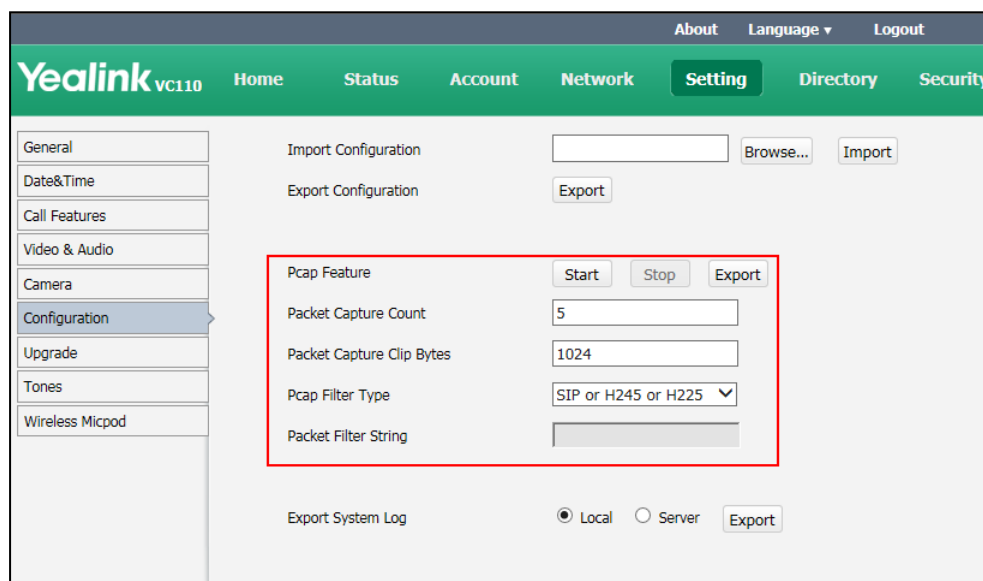 About Language ▾ Logout
Yealink VC110 Home Status Account Network Setting Directory Security
General
Date&Time
Call Features
Video & Audio
Camera
Configuration
Upgrade
Tones
Wireless Micpod
Import Configuration Browse... Import
Export Configuration Export
Pcap Feature Start Stop Export
Packet Capture Count 5
Packet Capture Clip Bytes 1024
Pcap Filter Type SIP or H245 or H225
Packet Filter String
Export System Log Local Server Export